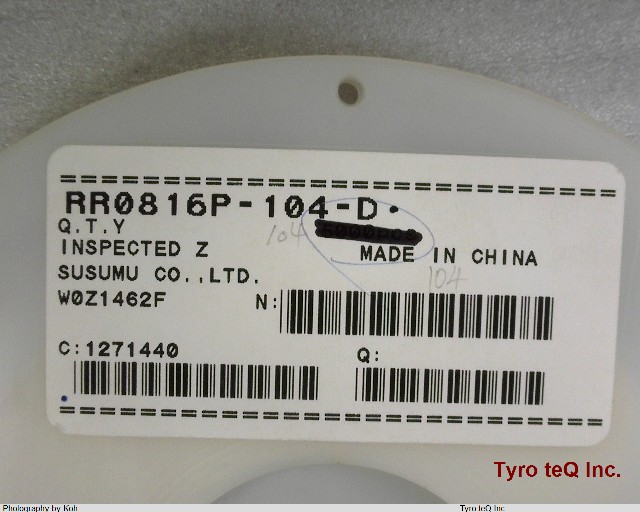 RR0816P-104-D
Q.T.Y
104
INSPECTED Z
MADE IN CHINA
SUSUMU CO.,LTD.
104
W0Z1462F
N:
C:1271440
Q:
Tyro teQ Inc.
Photography by Koh
Tyro teQ Inc